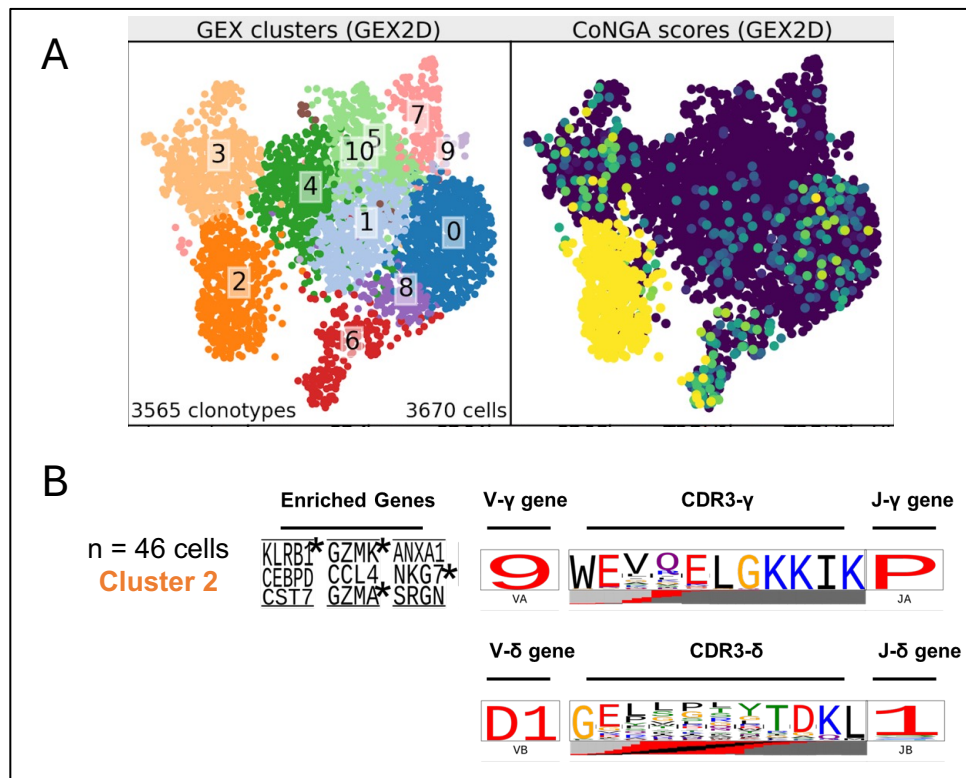 A
GEX clusters (GEX2D)
CoNGA scores (GEX2D)
3
7
5
10
9
4
1
0
2
8
6
3565 clonotypes
3670 cells
B
Enriched Genes
V-γ gene
CDR3-γ
J-γ gene
n = 46 cells
Cluster 2
KLRB1* GZMK* ANXA1
CEBPD CCL4 NKG7*
CST7 GZMA* SRGN
9
WEVQELGKKIK
P
VA
JA
V-δ gene
CDR3-δ
J-δ gene
D1
GELLPIYTDKL
1
VB
JB